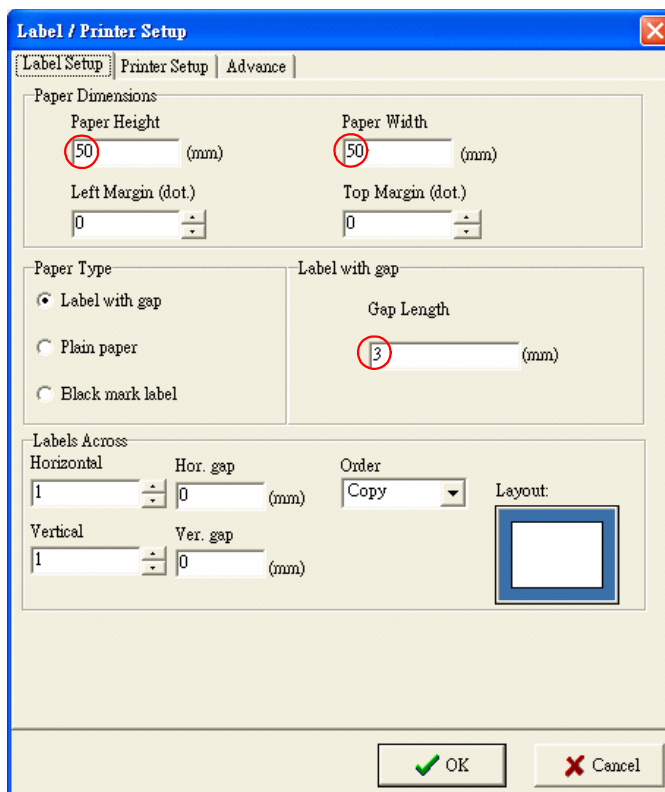 Label / Printer Setup
Label Setup Printer Setup Advance
Paper Dimensions
Paper Height Paper Width
50 (mm) 50 (mm)
Left Margin (dot.) Top Margin (dot.)
0 0
Paper Type Label with gap
Label with gap
Gap Length
Plain paper
3 (mm)
Black mark label
Labels Across
Horizontal Hor. gap Order
1 0 (mm) Copy Layout:
Vertical Ver. gap
1 0 (mm)
OK Cancel